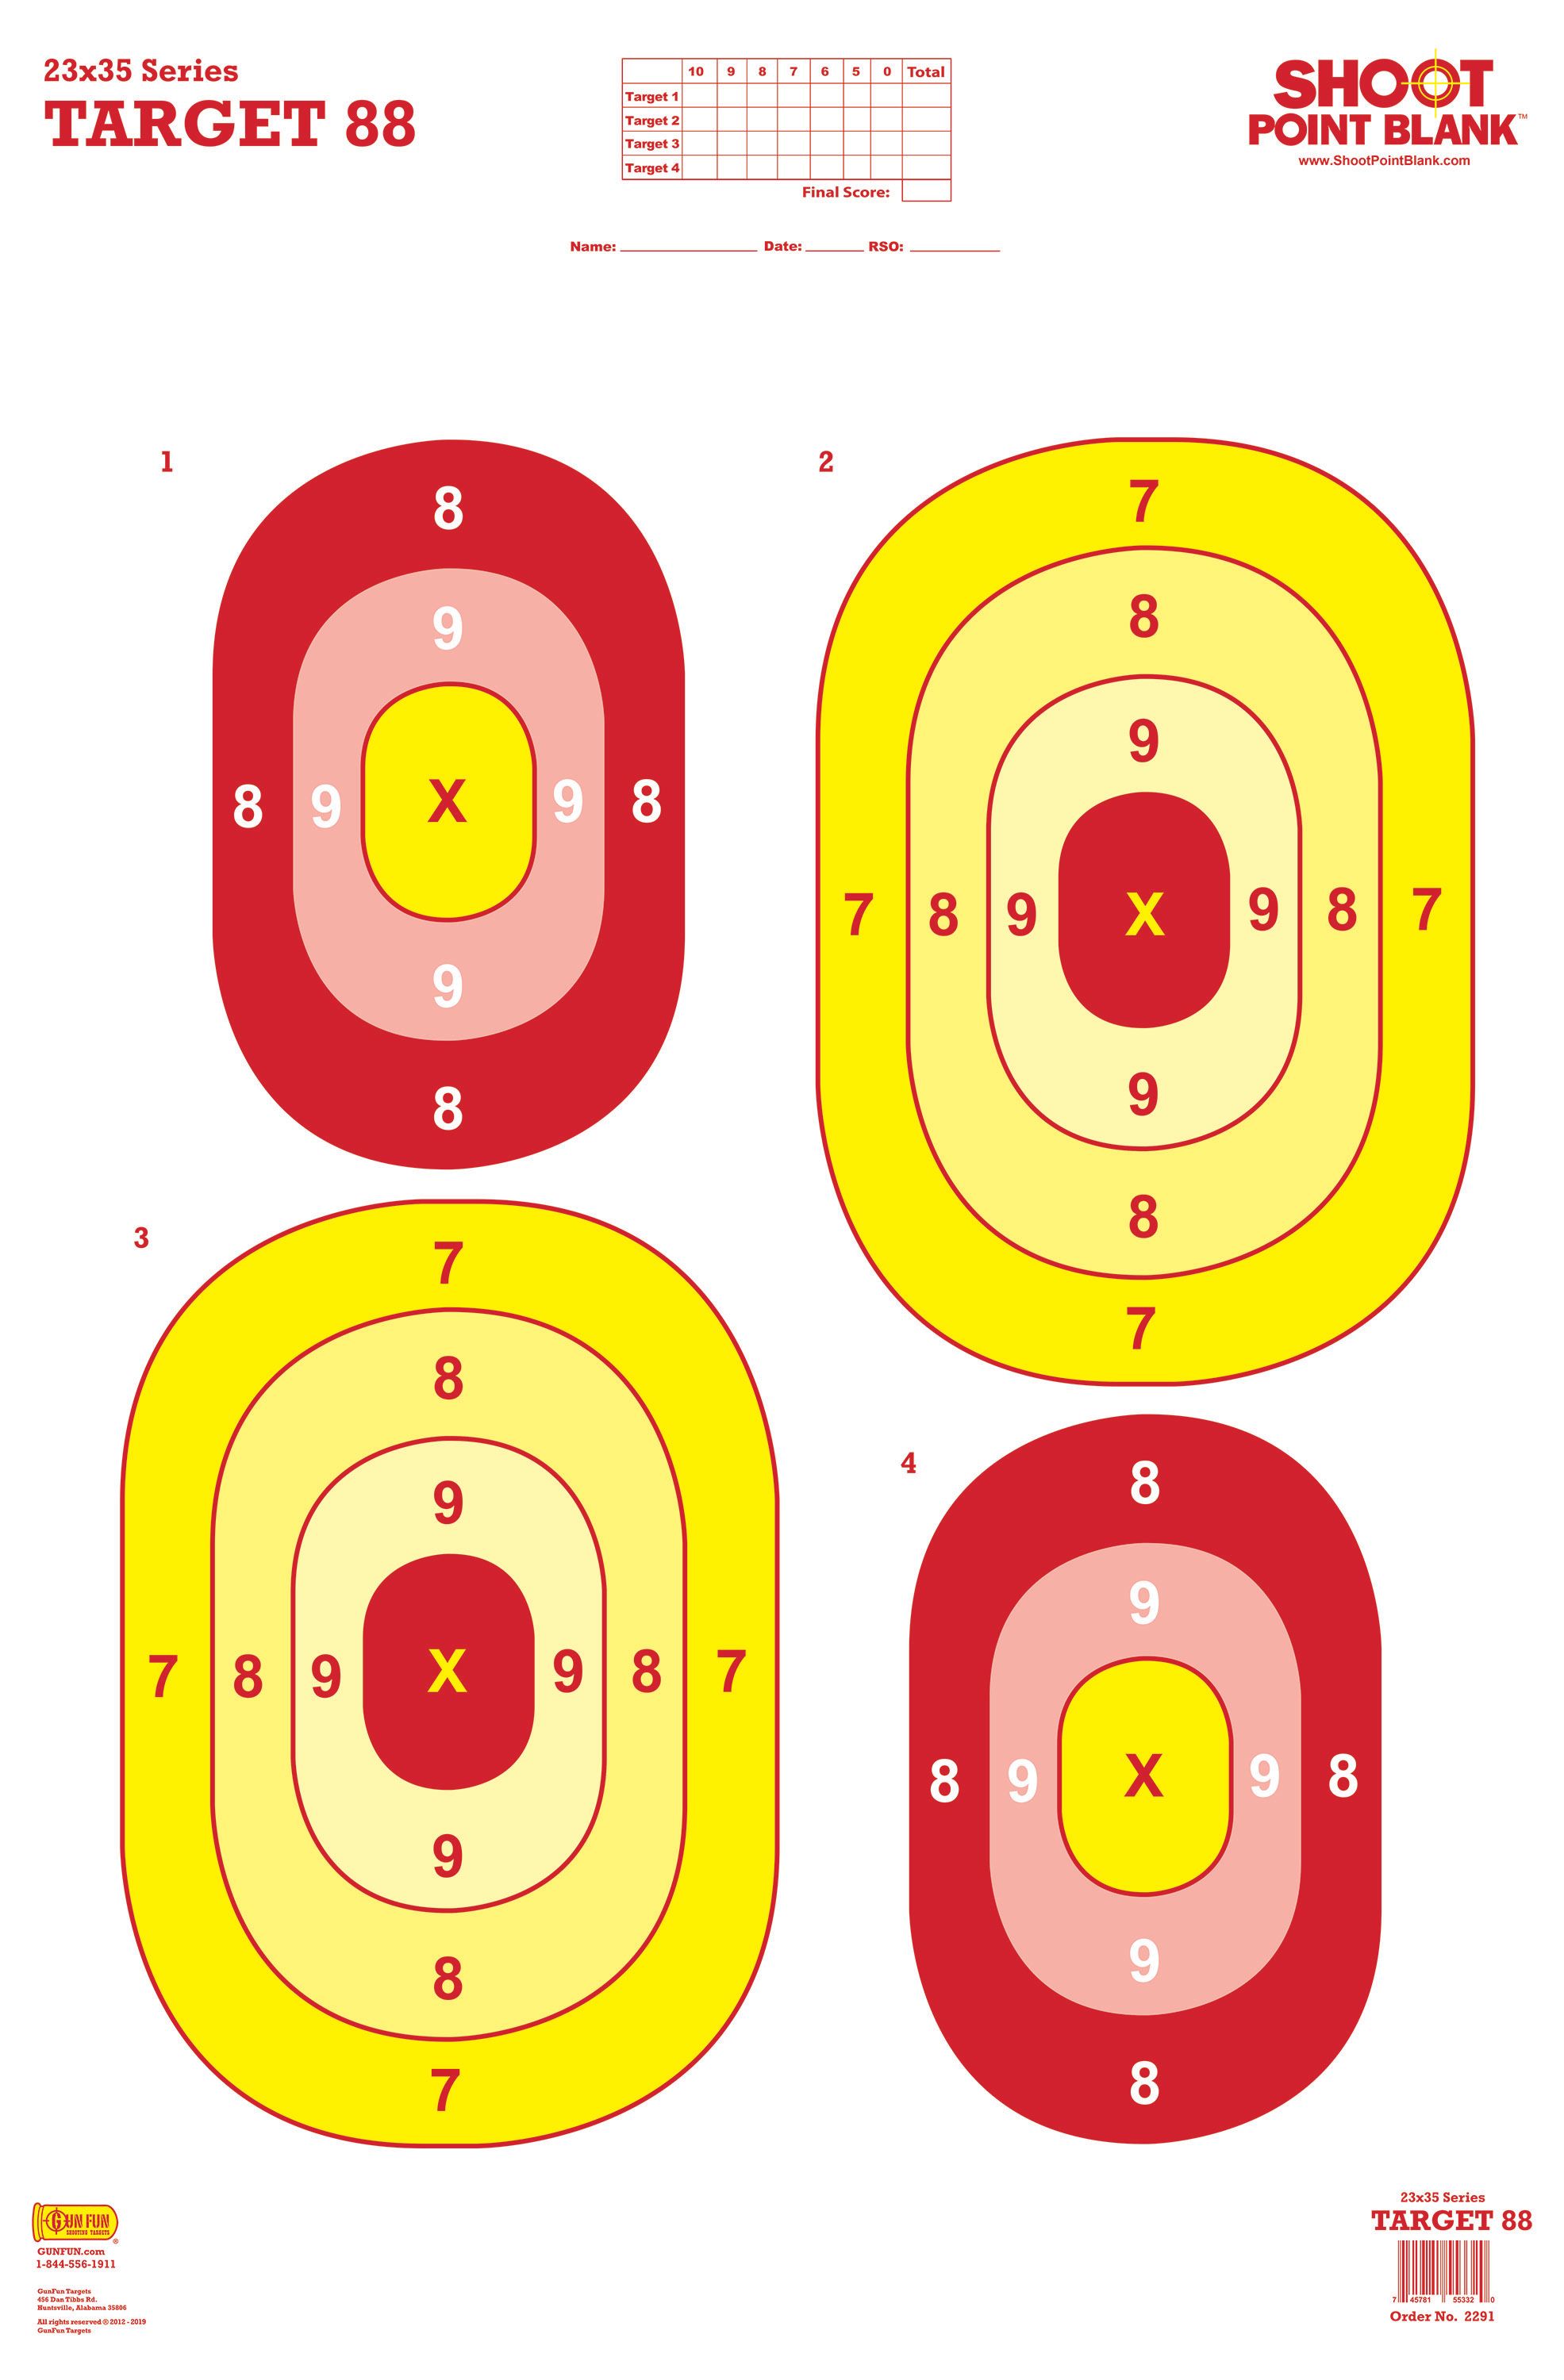 23x35 Series
TARGET 88
10 9 8 7 6 5 0 Total
Target 1
Target 2
Target 3
Target 4
Final Score:
Name: Date: RSO:
SHOOT
POINT BLANK™
www.ShootPointBlank.com
1
8
9
8 9 X 9 8
9
8
2
7
8
9
7 8 9 X 9 8 7
9
8
7
3
7
8
9
7 8 9 X 9 8 7
9
8
7
4
8
9
8 9 X 9 8
9
8
GUN FUN
SHOOTING TARGETS
®
GUNFUN.com
1-844-556-1911
GunFun Targets
456 Dan Tibbs Rd.
Huntsville, Alabama 35806
All rights reserved © 2012 - 2019
GunFun Targets
23x35 Series
TARGET 88
7 45781 55332 0
Order No. 2291